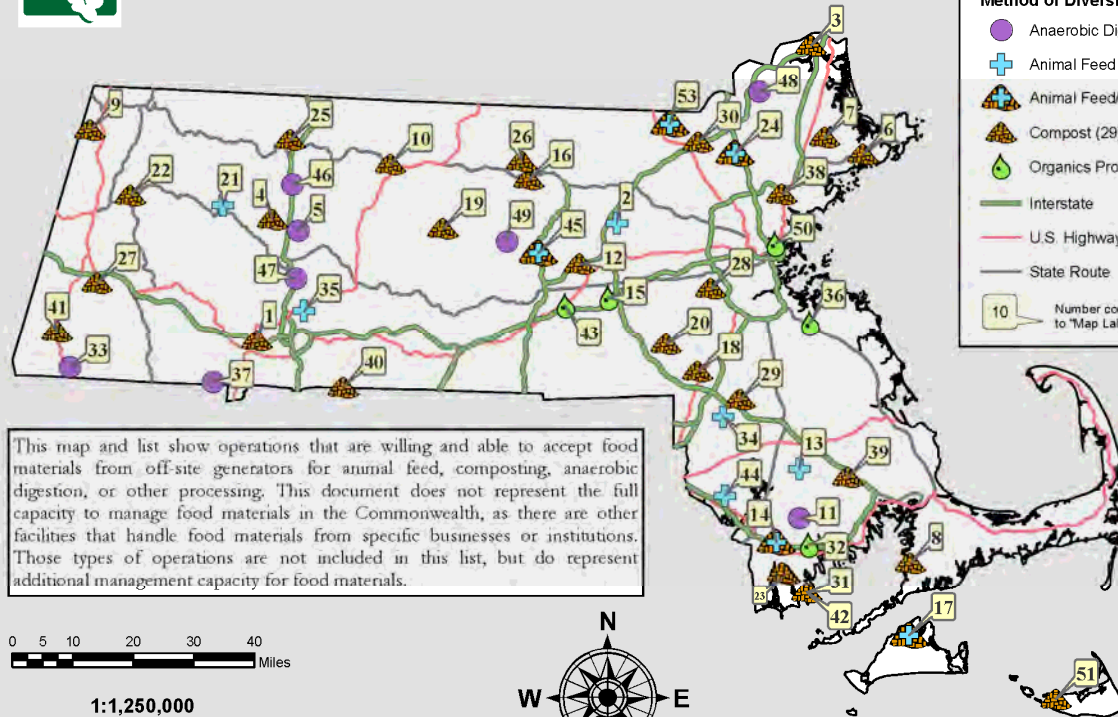 Method of Diversi
Anaerobic Di
Animal Feed
Animal Feed/
Compost (29
Organics Pro
Interstate
U.S. Highway
State Route
10
Number co
to "Map Lal
3
48
53
9
25
30
24
7
6
10
26
16
22
21
4
46
5
38
2
19
49
45
50
27
47
12
28
35
15
36
41
1
43
20
33
37
40
18
29
34
13
39
44
14
11
32
8
23
31
42
17
51
This map and list show operations that are willing and able to accept food
materials from off-site generators for animal feed, composting, anaerobic
digestion, or other processing. This document does not represent the full
capacity to manage food materials in the Commonwealth, as there are other
facilities that handle food materials from specific businesses or institutions.
Those types of operations are not included in this list, but do represent
additional management capacity for food materials.
0 5 10 20 30 40
Miles
1:1,250,000
N
W E